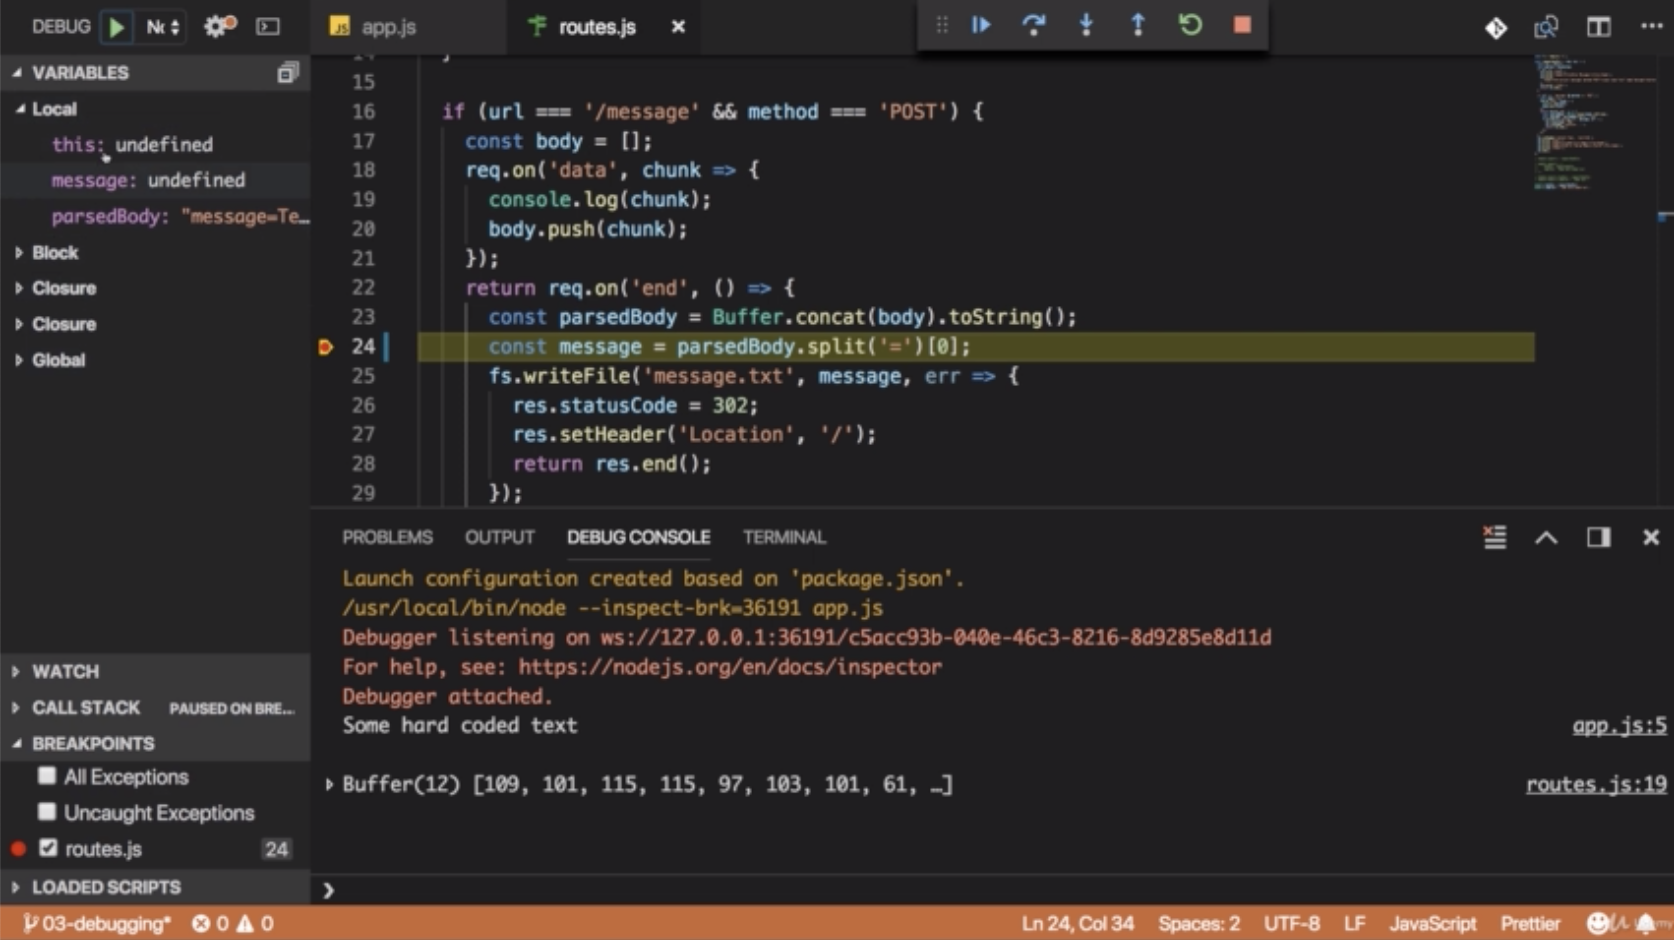 DEBUG
app.js
routes.js
VARIABLES
Local
this: undefined
message: undefined
parsedBody: "message=Te…
Block
Closure
Closure
Global
15
16 if (url === '/message' && method === 'POST') {
17 const body = [];
18 req.on('data', chunk => {
19 console.log(chunk);
20 body.push(chunk);
21 });
22 return req.on('end', () => {
23 const parsedBody = Buffer.concat(body).toString();
24 const message = parsedBody.split('=')[0];
25 fs.writeFile('message.txt', message, err => {
26 res.statusCode = 302;
27 res.setHeader('Location', '/');
28 return res.end();
29 });
PROBLEMS OUTPUT DEBUG CONSOLE TERMINAL
Launch configuration created based on 'package.json'.
/usr/local/bin/node --inspect-brk=36191 app.js
Debugger listening on ws://127.0.0.1:36191/c5acc93b-040e-46c3-8216-8d9285e8d11d
For help, see: https://nodejs.org/en/docs/inspector
Debugger attached.
Some hard coded text app.js:5
Buffer(12) [109, 101, 115, 115, 97, 103, 101, 61, …] routes.js:19
WATCH
CALL STACK PAUSED ON BRE…
BREAKPOINTS
All Exceptions
Uncaught Exceptions
routes.js 24
LOADED SCRIPTS
03-debugging* 0 0 Ln 24, Col 34 Spaces: 2 UTF-8 LF JavaScript Prettier